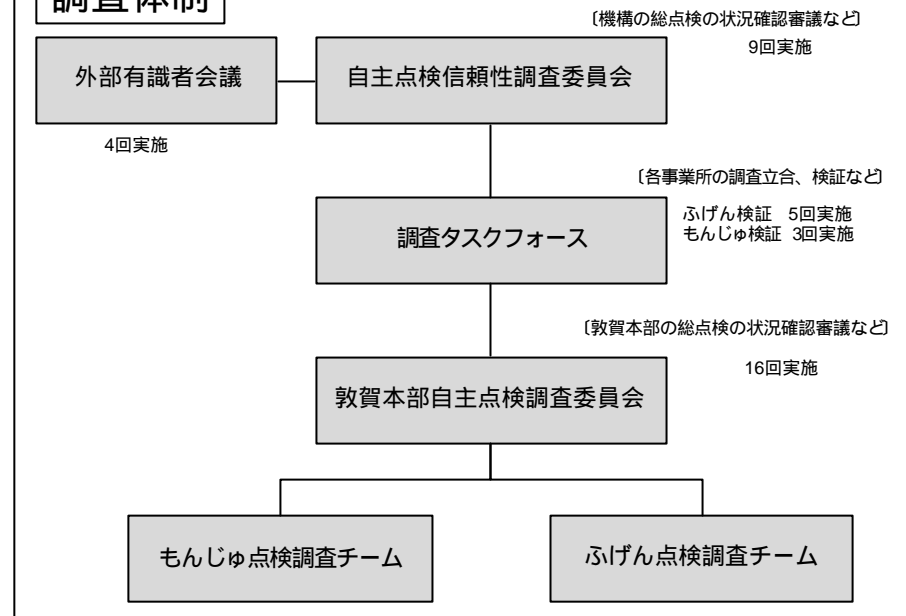 調査体制
〔機構の総点検の状況確認審議など〕
9回実施
外部有識者会議
自主点検信頼性調査委員会
4回実施
〔各事業所の調査立合、検証など〕
ふげん検証 5回実施
もんじゅ検証 3回実施
調査タスクフォース
〔敦賀本部の総点検の状況確認審議など〕
16回実施
敦賀本部自主点検調査委員会
もんじゅ点検調査チーム
ふげん点検調査チーム